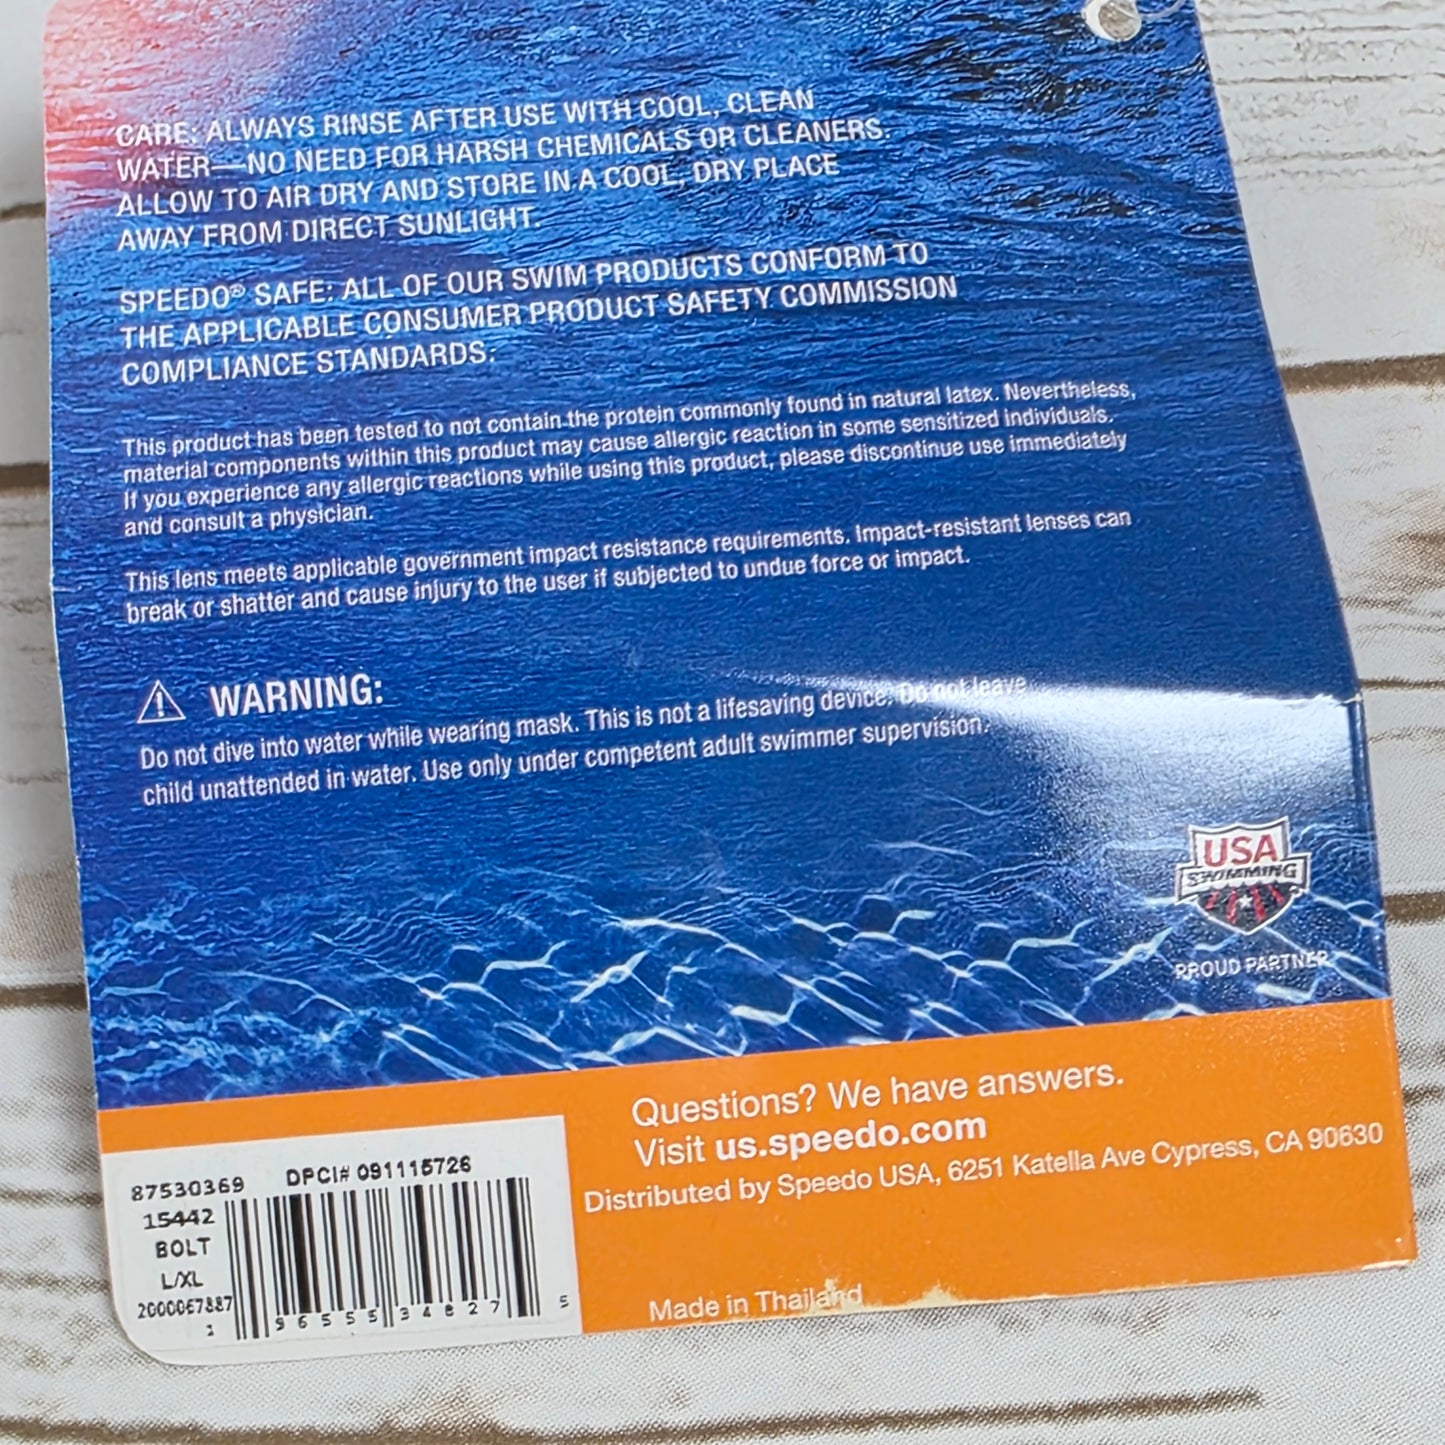 CARE: ALWAYS RINSE AFTER USE WITH COOL, CLEAN
WATER—NO NEED FOR HARSH CHEMICALS OR CLEANERS.
ALLOW TO AIR DRY AND STORE IN A COOL, DRY PLACE
AWAY FROM DIRECT SUNLIGHT.
SPEEDO® SAFE: ALL OF OUR SWIM PRODUCTS CONFORM TO
THE APPLICABLE CONSUMER PRODUCT SAFETY COMMISSION
COMPLIANCE STANDARDS:
This product has been tested to not contain the protein commonly found in natural latex. Nevertheless,
material components within this product may cause allergic reaction in some sensitized individuals.
If you experience any allergic reactions while using this product, please discontinue use immediately
and consult a physician.
This lens meets applicable government impact resistance requirements. Impact-resistant lenses can
break or shatter and cause injury to the user if subjected to undue force or impact.
WARNING:
Do not dive into water while wearing mask. This is not a lifesaving device. Do not leave
child unattended in water. Use only under competent adult swimmer supervision.
USA
SWIMMING
PROUD PARTNER
Questions? We have answers.
Visit us.speedo.com
Distributed by Speedo USA, 6251 Katella Ave Cypress, CA 90630
Made in Thailand
87530369 DPCI# 091115726
15442
BOLT
L/XL
2000067887
1 96555 34827 5